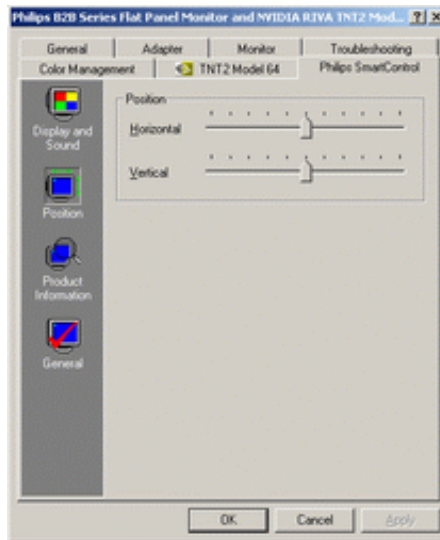 Philips B2B Series Flat Panel Monitor and NVIDIA RIVA TNT2 Mod...
General Adapter Monitor Troubleshooting
Color Management TNT2 Model 64 Philips SmartControl
Display and
Sound
Position
Product
Information
General
Position
Horizontal
Vertical
OK Cancel Apply